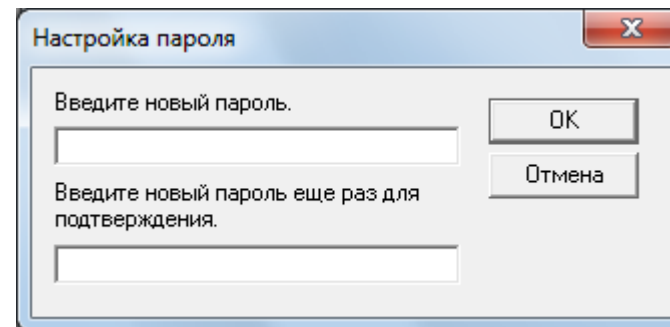 Настройка пароля
Введите новый пароль.
OK
Отмена
Введите новый пароль еще раз для
подтверждения.